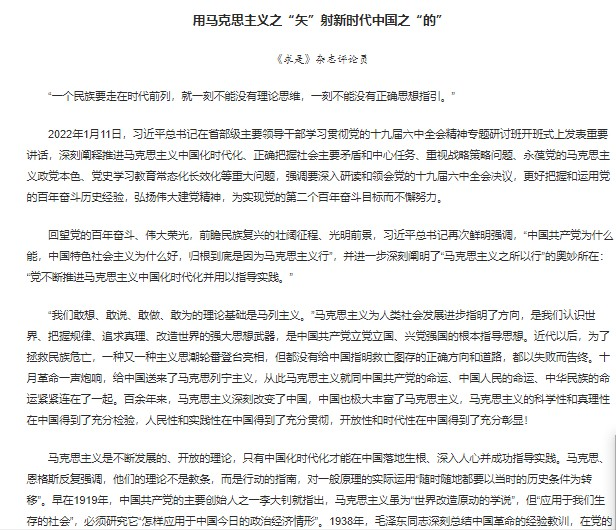 用马克思主义之“矢”射新时代中国之“的”
《求是》杂志评论员
“一个民族要走在时代前列，就一刻不能没有理论思维，一刻不能没有正确思想指引。”
2022年1月11日，习近平总书记在省部级主要领导干部学习贯彻党的十九届六中全会精神专题研讨班开班式上发表重要
讲话，深刻阐释推进马克思主义中国化时代化、正确把握社会主要矛盾和中心任务、重视战略策略问题、永葆党的马克思主
义政党本色、党史学习教育常态化长效化等重大问题，强调要深入研读和领会党的十九届六中全会决议，更好把握和运用党
的百年奋斗历史经验，弘扬伟大建党精神，为实现党的第二个百年奋斗目标而不懈努力。
回望党的百年奋斗、伟大荣光，前瞻民族复兴的壮阔征程、光明前景，习近平总书记再次鲜明强调，“中国共产党为什么
能，中国特色社会主义为什么好，归根到底是因为马克思主义行”，并进一步深刻阐明了“马克思主义之所以行”的奥妙所在：
“党不断推进马克思主义中国化时代化并用以指导实践。”
“我们敢想、敢说、敢做、敢为的理论基础是马列主义。”马克思主义为人类社会发展进步指明了方向，是我们认识世
界、把握规律、追求真理、改造世界的强大思想武器，是中国共产党立党立国、兴党强国的根本指导思想。近代以后，为了
拯救民族危亡，一种又一种主义思潮轮番登台亮相，但都没有给中国指明救亡图存的正确方向和道路，都以失败而告终。十
月革命一声炮响，给中国送来了马克思列宁主义，从此马克思主义就同中国共产党的命运、中国人民的命运、中华民族的命
运紧紧连在了一起。百余年来，马克思主义深刻改变了中国，中国也极大丰富了马克思主义，马克思主义的科学性和真理性
在中国得到了充分检验，人民性和实践性在中国得到了充分贯彻，开放性和时代性在中国得到了充分彰显！
马克思主义是不断发展的、开放的理论，只有中国化时代化才能在中国落地生根、深入人心并成功指导实践。马克思、
恩格斯反复强调，他们的理论不是教条，而是行动的指南，对一般原理的实际运用“随时随地都要以当时的历史条件为转
移”。早在1919年，中国共产党的主要创始人之一李大钊就指出，马克思主义虽为“世界改造原动的学说”，但“应用于我们生
存的社会”，必须研究它“怎样应用于中国今日的政治经济情形”。1938年，毛泽东同志深刻总结中国革命的经验教训，在党的